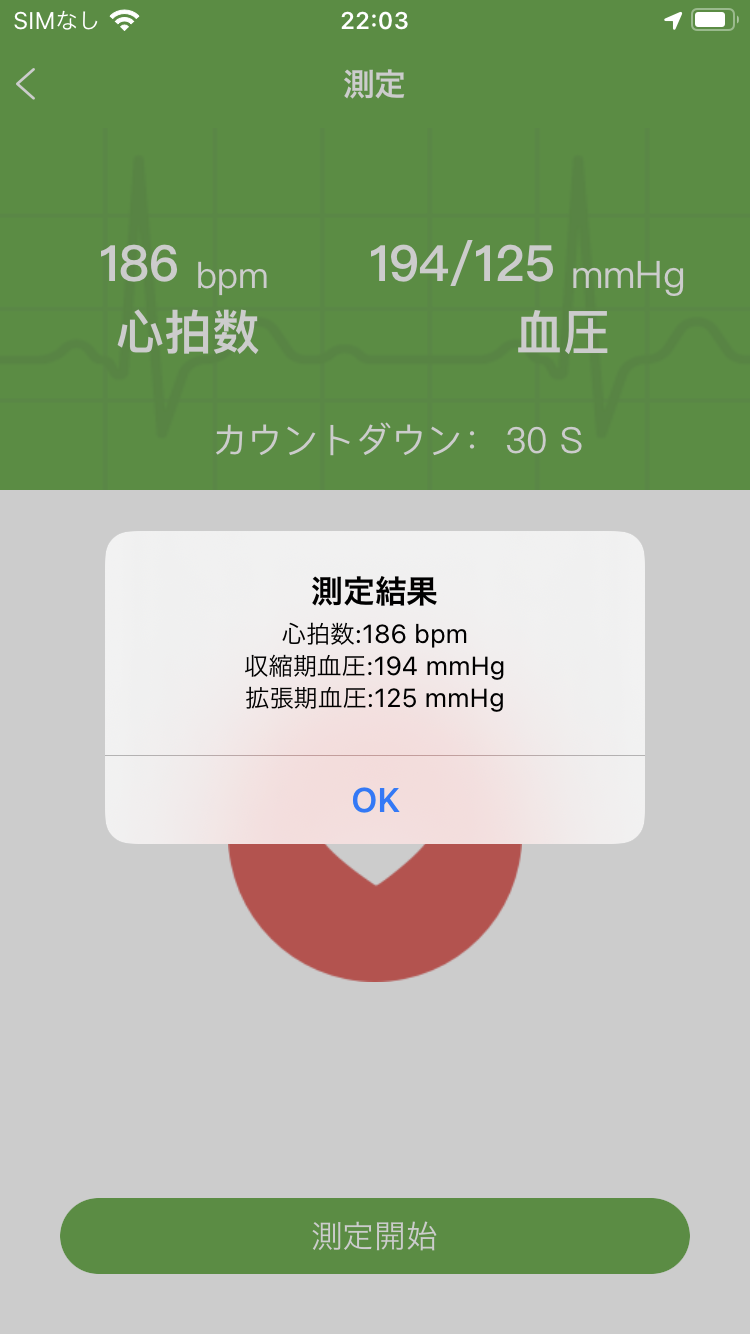 SIMなし 22:03
測定
186 bpm 194/125 mmHg
心拍数 血圧
カウントダウン: 30 S
測定結果
心拍数:186 bpm
収縮期血圧:194 mmHg
拡張期血圧:125 mmHg
OK
測定開始